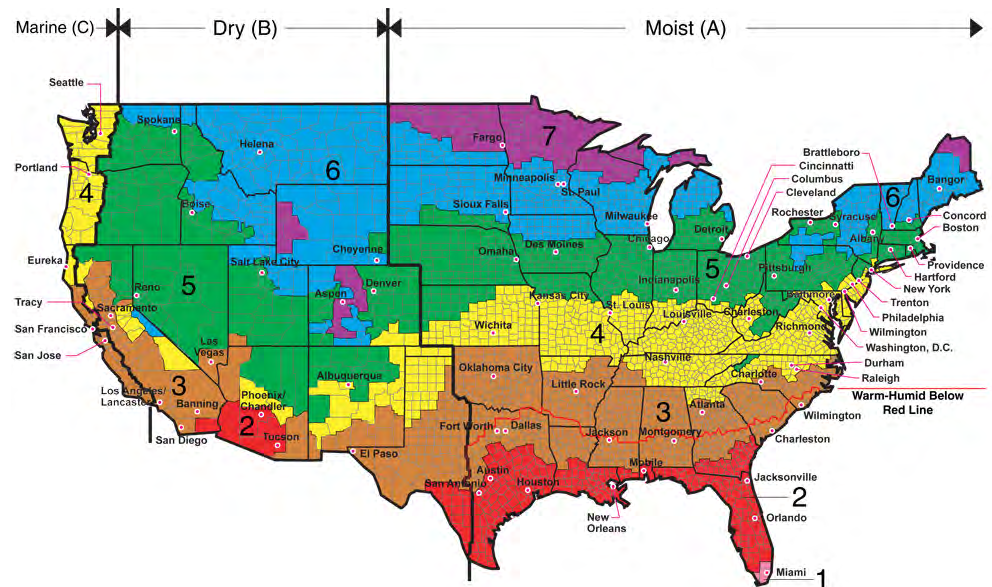 Marine (C)
Dry (B)
Moist (A)
Seattle
Spokane
Helena
6
Fargo
7
Brattleboro
Cincinnatti
Columbus
Cleveland
Portland
4
Boise
Minneapolis
St. Paul
Sioux Falls
Milwaukee
Rochester
Syracuse
6
Bangor
Concord
Boston
Albany
Detroit
Chicago
Cheyenne
Eureka
Salt Lake City
Omaha
Des Moines
Pittsburgh
Providence
Hartford
New York
Reno
5
Aspon
Denver
Indianapolis
5
Tracy
Sacramento
Kansas City
St. Louis
Louisville
Charleston
Baltimore
Trenton
Philadelphia
San Francisco
Wichita
4
Richmond
Wilmington
San Jose
Las
Vegas
Nashville
Washington, D.C.
Durham
Raleigh
Albuquerque
Oklahoma City
Little Rock
Charlotte
3
Los Angeles/
Lancaster
Banning
Phoenix/
Chandler
3
Atlanta
Warm-Humid Below
Red Line
Wilmington
San Diego
2
Tucson
El Paso
Fort Worth
Dallas
Jackson
Montgomery
Charleston
Austin
San Antonio
Houston
Mobile
Jacksonville
2
New
Orleans
Orlando
Miami
1